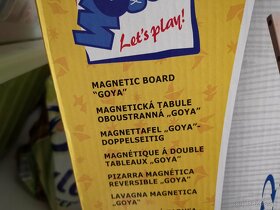 Let's play!
MAGNETIC BOARD
"GOYA"
MAGNETICKÁ TABULE
OBOUSTRANNÁ „GOYA"
MAGNETTAFEL „GOYA"-
DOPPELSEITIG
MAGNÉTIQUE À DOUBLE
TABLEAUX „GOYA"
PIZARRA MAGNÉTICA
REVERSIBLE „GOYA"
LAVAGNA MAGNETICA
"GOYA"